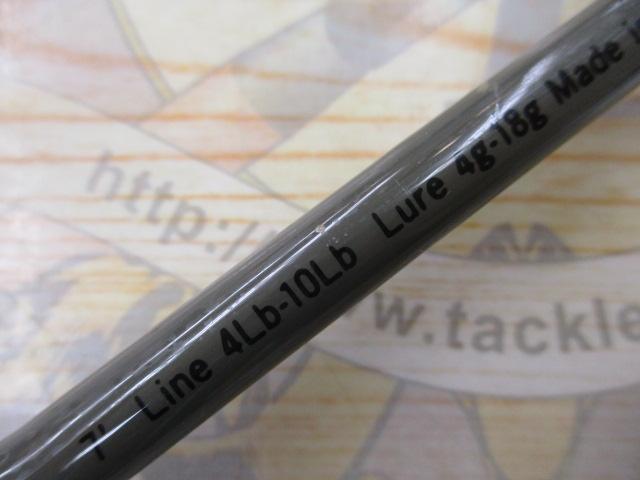 7' Line 4Lb-10Lb Lure 4g-18g Made
http:/
w.tackle